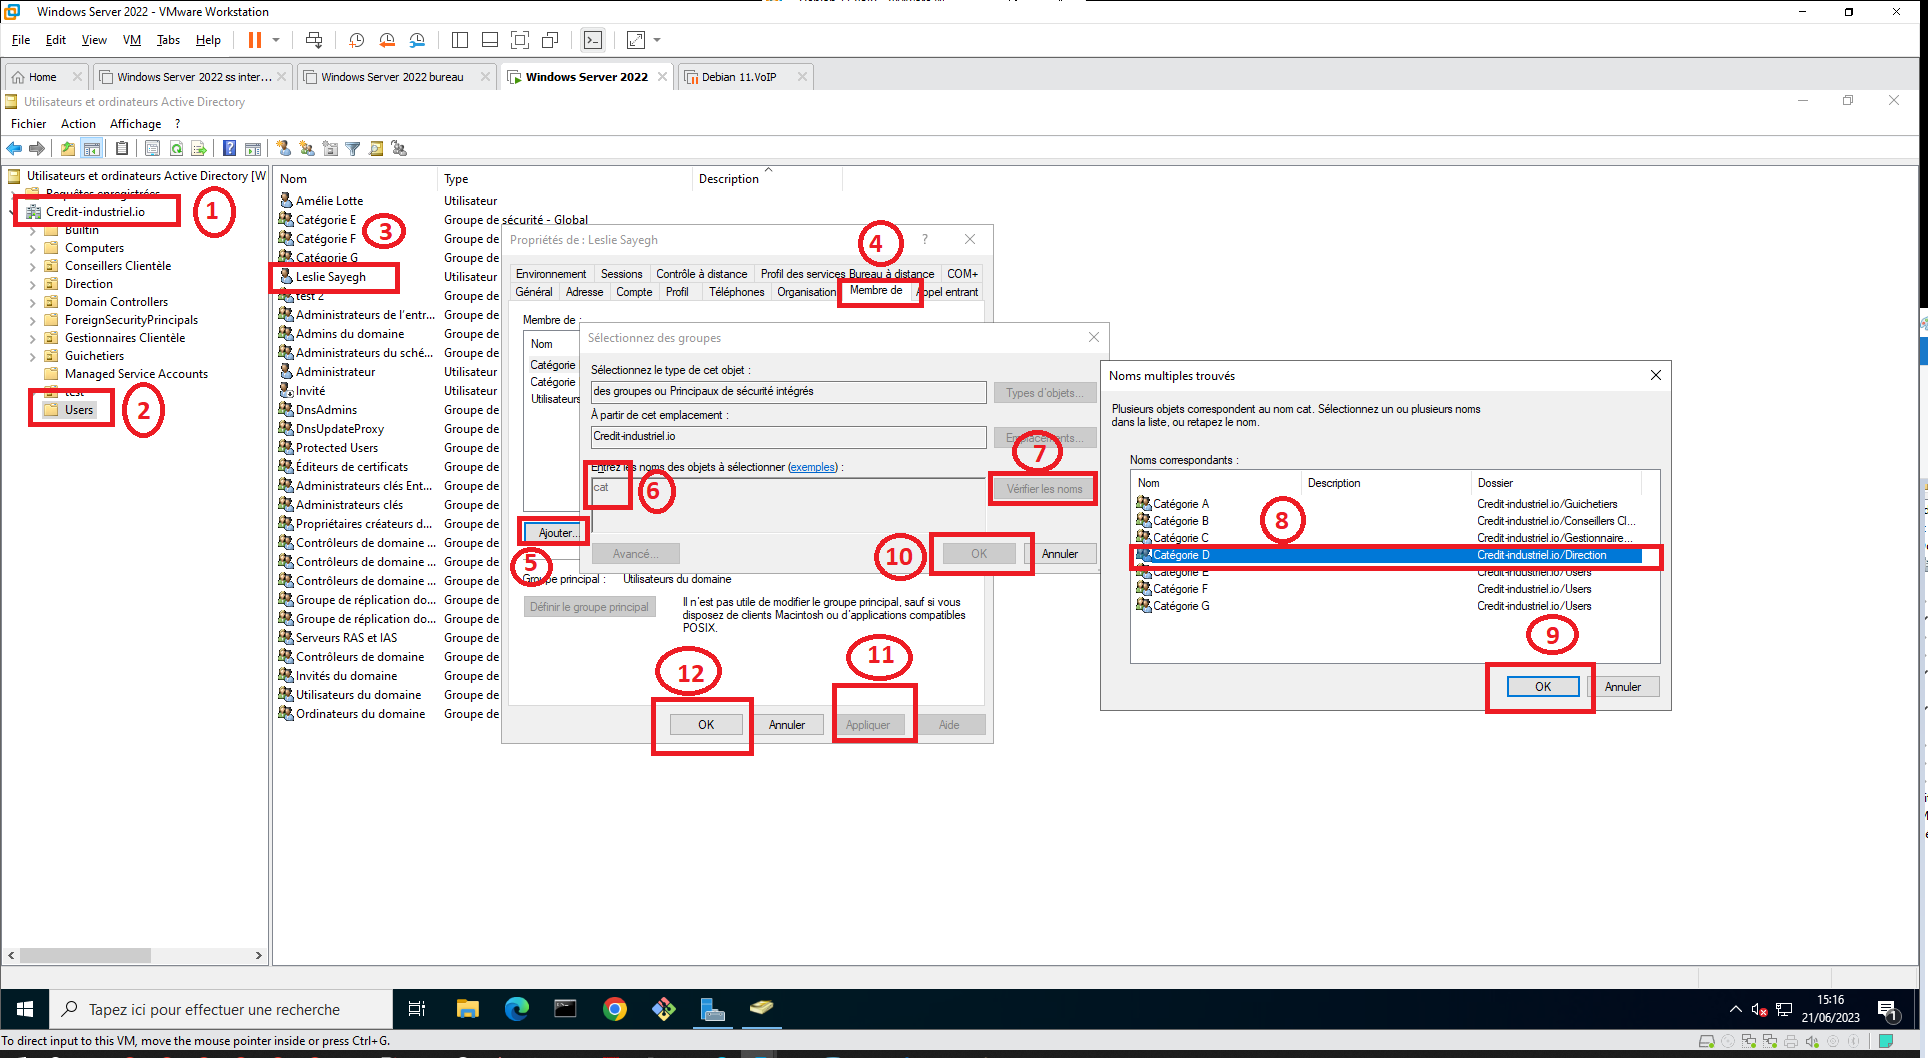 Windows Server 2022 - VMware Workstation
File Edit View VM Tabs Help
Home
Windows Server 2022 ss inter...
Windows Server 2022 bureau
Windows Server 2022
Debian 11.VoIP
Utilisateurs et ordinateurs Active Directory
Fichier Action Affichage ?
Utilisateurs et ordinateurs Active Directory [W
Requêtes enregistrées
Credit-industriel.io
1
Builtin
Computers
Conseillers Clientèle
Direction
Domain Controllers
ForeignSecurityPrincipals
Gestionnaires Clientèle
Guichetiers
Managed Service Accounts
test
Users
2
Nom Type Description
Amélie Lotte Utilisateur
Catégorie E Groupe de sécurité - Global
Catégorie F Groupe de
3
Catégorie G Groupe de
Leslie Sayegh Utilisateur
test 2 Groupe de
Administrateurs de l'entr... Groupe de
Admins du domaine Groupe de
Administrateurs du sché... Groupe de
Administrateur Utilisateur
Invité Utilisateur
DnsAdmins Groupe de
DnsUpdateProxy Groupe de
Protected Users Groupe de
Éditeurs de certificats Groupe de
Administrateurs clés Ent... Groupe de
Administrateurs clés Groupe de
Propriétaires créateurs d... Groupe de
Contrôleurs de domaine ... Groupe de
Contrôleurs de domaine ... Groupe de
Contrôleurs de domaine ... Groupe de
Groupe de réplication do... Groupe de
Groupe de réplication do... Groupe de
Serveurs RAS et IAS Groupe de
Contrôleurs de domaine Groupe de
Invités du domaine Groupe de
Utilisateurs du domaine Groupe de
Ordinateurs du domaine Groupe de
Propriétés de : Leslie Sayegh
4
?
Environnement Sessions Contrôle à distance Profil des services Bureau à distance COM+
Général Adresse Compte Profil Téléphones Organisation Membre de Appel entrant
Membre de :
Nom
Catégorie
Catégorie
Utilisateurs
Ajouter...
5
Groupe principal : Utilisateurs du domaine
Définir le groupe principal
Il n'est pas utile de modifier le groupe principal, sauf si vous
disposez de clients Macintosh ou d'applications compatibles
POSIX.
12
11
OK Annuler Appliquer Aide
Sélectionnez des groupes
Sélectionnez le type de cet objet :
des groupes ou Principaux de sécurité intégrés
Types d'objets...
À partir de cet emplacement :
Credit-industriel.io
Emplacements...
7
Entrez les noms des objets à sélectionner (exemples) :
cat
6
Vérifier les noms
Avancé...
10
OK Annuler
Noms multiples trouvés
Plusieurs objets correspondent au nom cat. Sélectionnez un ou plusieurs noms
dans la liste, ou retapez le nom.
Noms correspondants :
Nom Description Dossier
Catégorie A Credit-industriel.io/Guichetiers
Catégorie B Credit-industriel.io/Conseillers Cl...
8
Catégorie C Credit-industriel.io/Gestionnaire...
Catégorie D Credit-industriel.io/Direction
Catégorie E Credit-industriel.io/Users
Catégorie F Credit-industriel.io/Users
Catégorie G Credit-industriel.io/Users
9
OK Annuler
Tapez ici pour effectuer une recherche
15:16
21/06/2023
1
To direct input to this VM, move the mouse pointer inside or press Ctrl+G.